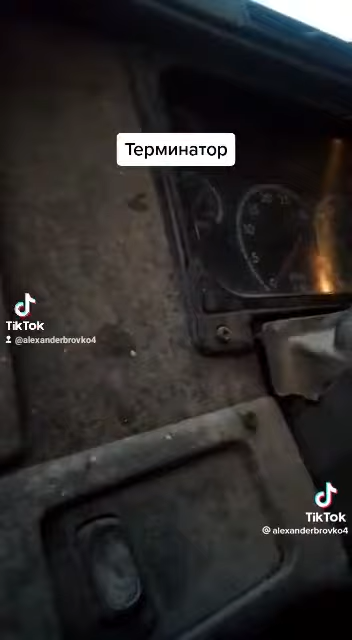 Терминатор
TikTok
@alexanderbrovko4
TikTok
@alexanderbrovko4